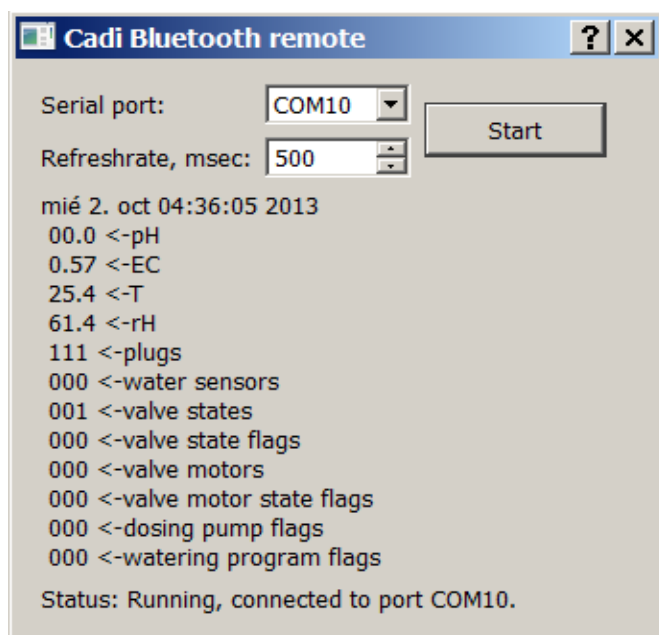 Cadi Bluetooth remote
Serial port: COM10
Start
Refreshrate, msec: 500
mié 2. oct 04:36:05 2013
00.0 <-pH
0.57 <-EC
25.4 <-T
61.4 <-rH
111 <-plugs
000 <-water sensors
001 <-valve states
000 <-valve state flags
000 <-valve motors
000 <-valve motor state flags
000 <-dosing pump flags
000 <-watering program flags
Status: Running, connected to port COM10.